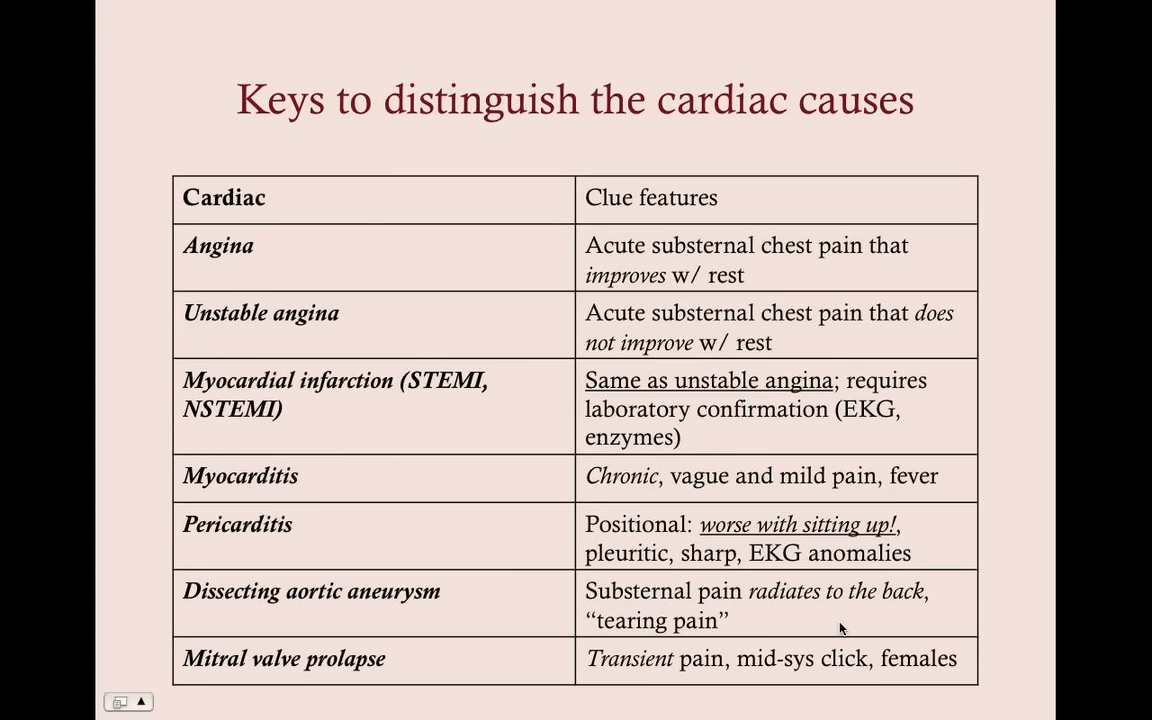 Keys to distinguish the cardiac causes
Cardiac
Clue features
Angina
Acute substernal chest pain that
improves w/ rest
Unstable angina
Acute substernal chest pain that does
not improve w/ rest
Myocardial infarction (STEMI,
NSTEMI)
Same as unstable angina; requires
laboratory confirmation (EKG,
enzymes)
Myocarditis
Chronic, vague and mild pain, fever
Pericarditis
Positional: worse with sitting up!,
pleuritic, sharp, EKG anomalies
Dissecting aortic aneurysm
Substernal pain radiates to the back,
“tearing pain”
Mitral valve prolapse
Transient pain, mid-sys click, females